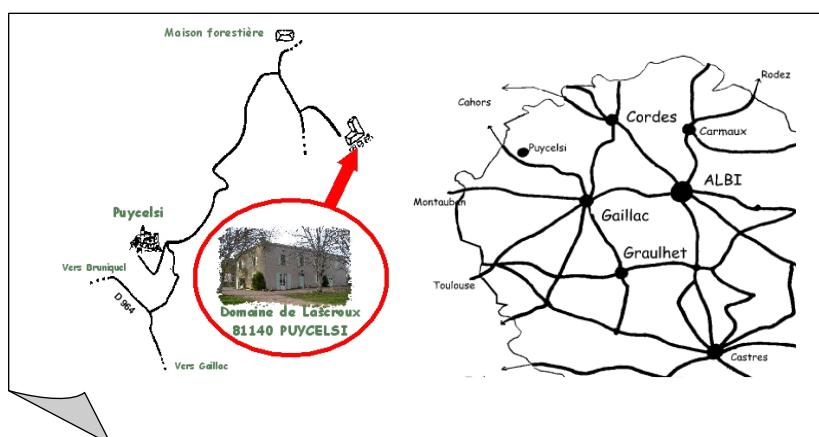 Maison forestière
Puycelsi
Vers Bruniquel
D 964
Vers Gaillac
Domaine de Lascroux
81140 PUYCELSI
Rodez
Cahors
Cordes
Carmaux
Puycelsi
ALBI
Montauban
Gaillac
Graulhet
Toulouse
Castres